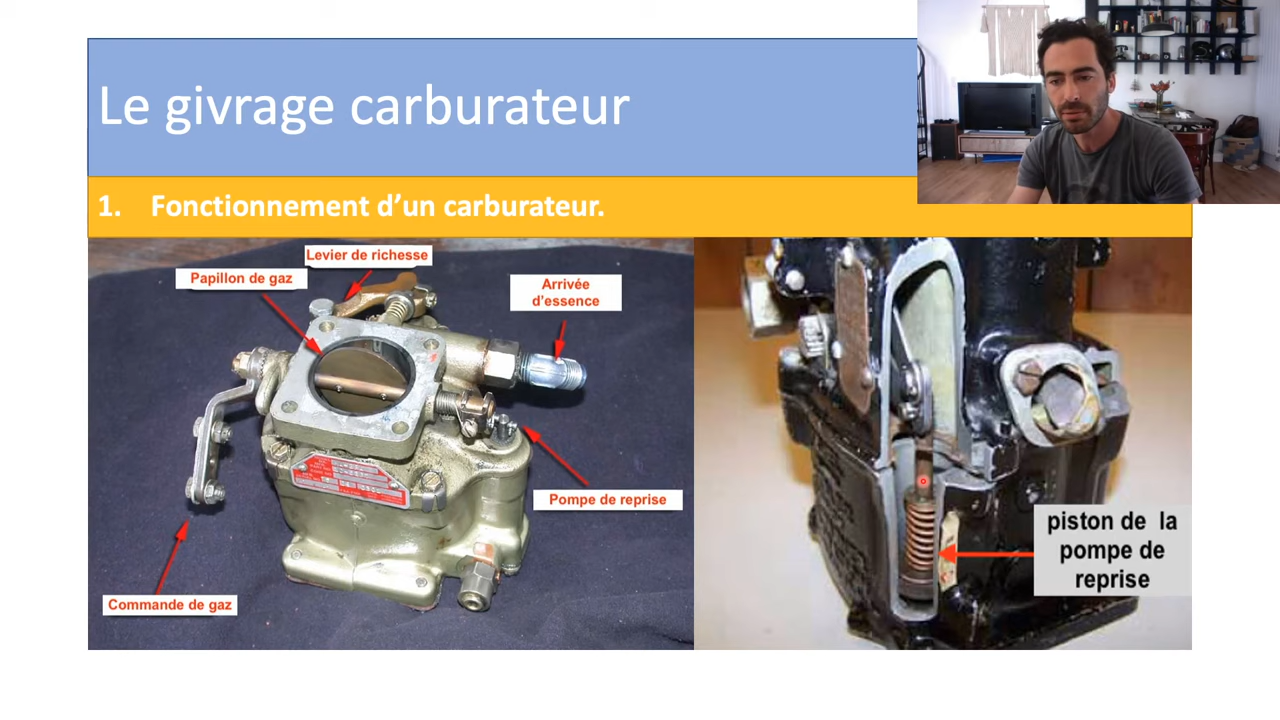 Le givrage carburateur
1. Fonctionnement d’un carburateur.
Levier de richesse
Papillon de gaz
Arrivée
d’essence
Pompe de reprise
Commande de gaz
piston de la
pompe de
reprise